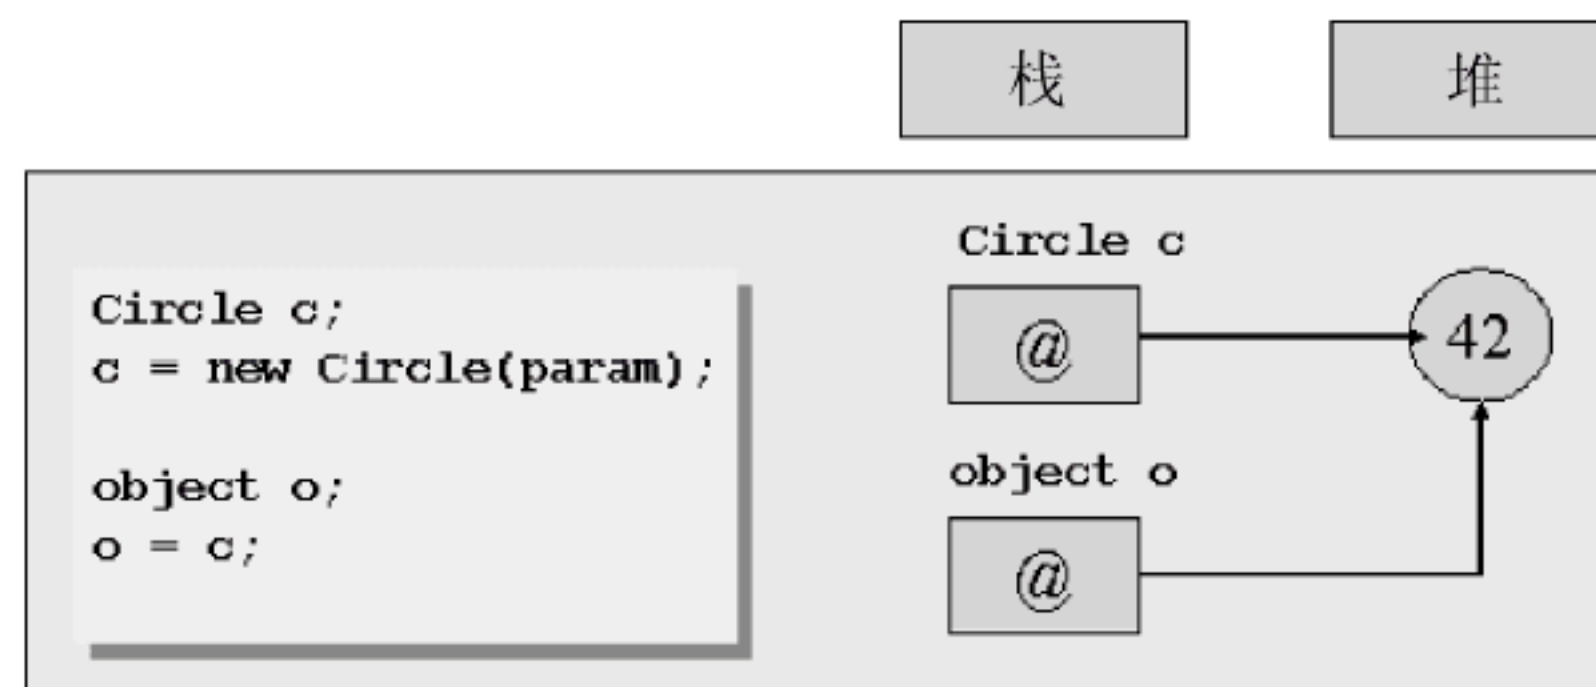 栈
堆
Circle c;
c = new Circle(param);
object o;
o = c;
Circle c
@
42
object o
@